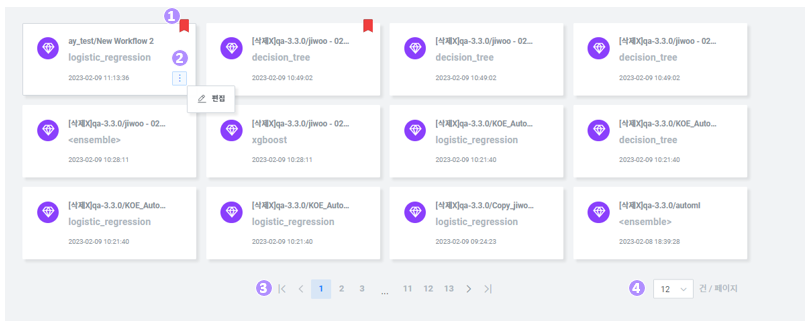 1
ay_test/New Workflow 2
logistic_regression
2023-02-09 11:13:36
2
편집
[삭제X]qa-3.3.0/jiwoo - 02...
decision_tree
2023-02-09 10:49:02
[삭제X]qa-3.3.0/jiwoo - 02...
decision_tree
2023-02-09 10:49:02
[삭제X]qa-3.3.0/jiwoo - 02...
decision_tree
2023-02-09 10:49:02
[삭제X]qa-3.3.0/jiwoo - 02...
<ensemble>
2023-02-09 10:28:11
[삭제X]qa-3.3.0/jiwoo - 02...
xgboost
2023-02-09 10:28:11
[삭제X]qa-3.3.0/KOE_Auto...
logistic_regression
2023-02-09 10:21:40
[삭제X]qa-3.3.0/KOE_Auto...
decision_tree
2023-02-09 10:21:40
[삭제X]qa-3.3.0/KOE_Auto...
logistic_regression
2023-02-09 10:21:40
[삭제X]qa-3.3.0/KOE_Auto...
logistic_regression
2023-02-09 10:21:40
[삭제X]qa-3.3.0/Copy_jiwo...
logistic_regression
2023-02-09 09:24:23
[삭제X]qa-3.3.0/automl
<ensemble>
2023-02-08 18:39:28
3 |< < 1 2 3 ... 11 12 13 > >|
4 12 건 / 페이지